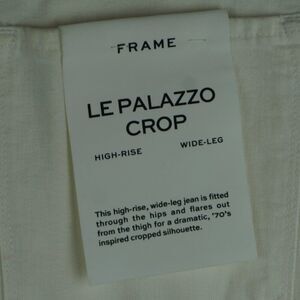 FRAME
LE PALAZZO
CROP
HIGH-RISE WIDE-LEG
This high-rise, wide-leg jean is fitted
through the hips and flares out
from the thigh for a dramatic, '70's
inspired cropped silhouette.